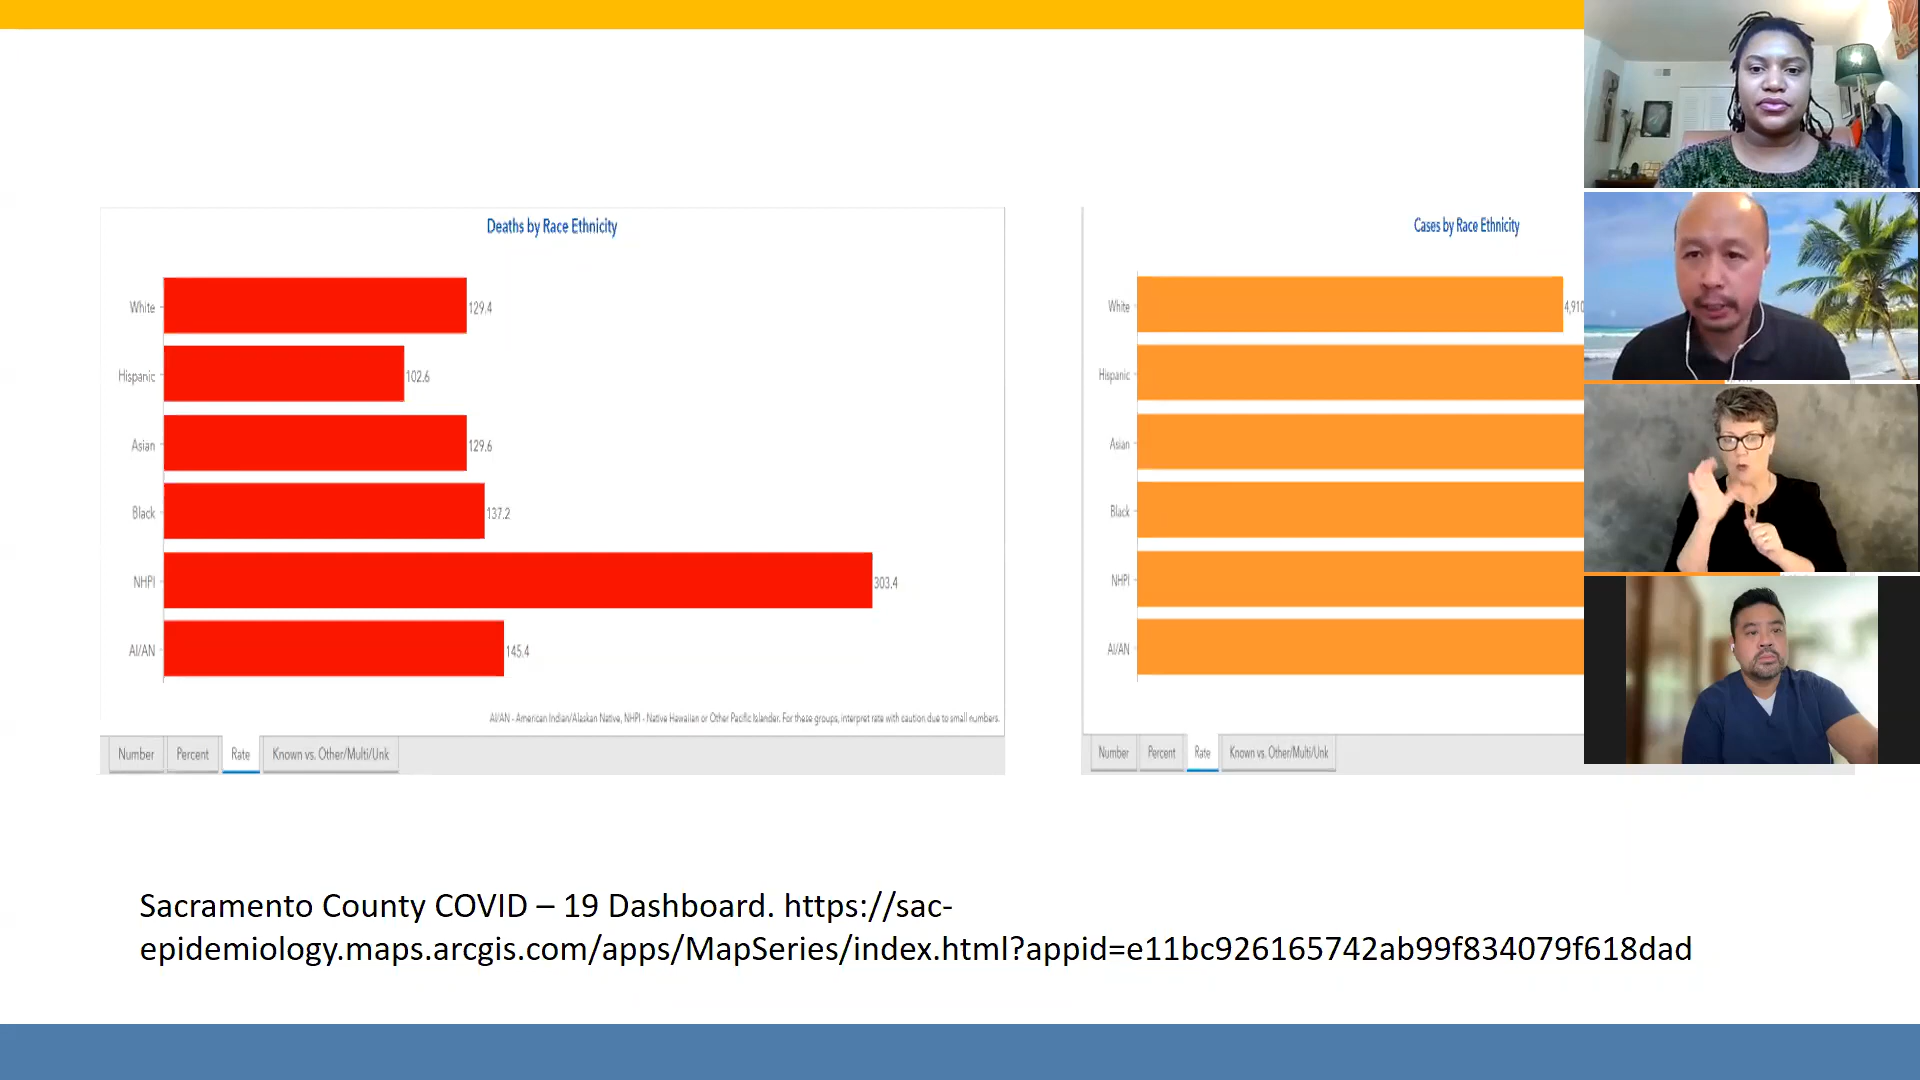 Deaths by Race Ethnicity
White
129.4
Hispanic
102.6
Asian
129.6
Black
137.2
NHPI
303.4
AI/AN
145.4
AI/AN - American Indian/Alaskan Native, NHPI - Native Hawaiian or Other Pacific Islander. For these groups, interpret rate with caution due to small numbers.
Number Percent Rate Known vs. Other/Multi/Unk
Cases by Race Ethnicity
White
4,910
Hispanic
Asian
Black
NHPI
AI/AN
Number Percent Rate Known vs. Other/Multi/Unk
Sacramento County COVID – 19 Dashboard. https://sac-
epidemiology.maps.arcgis.com/apps/MapSeries/index.html?appid=e11bc926165742ab99f834079f618dad